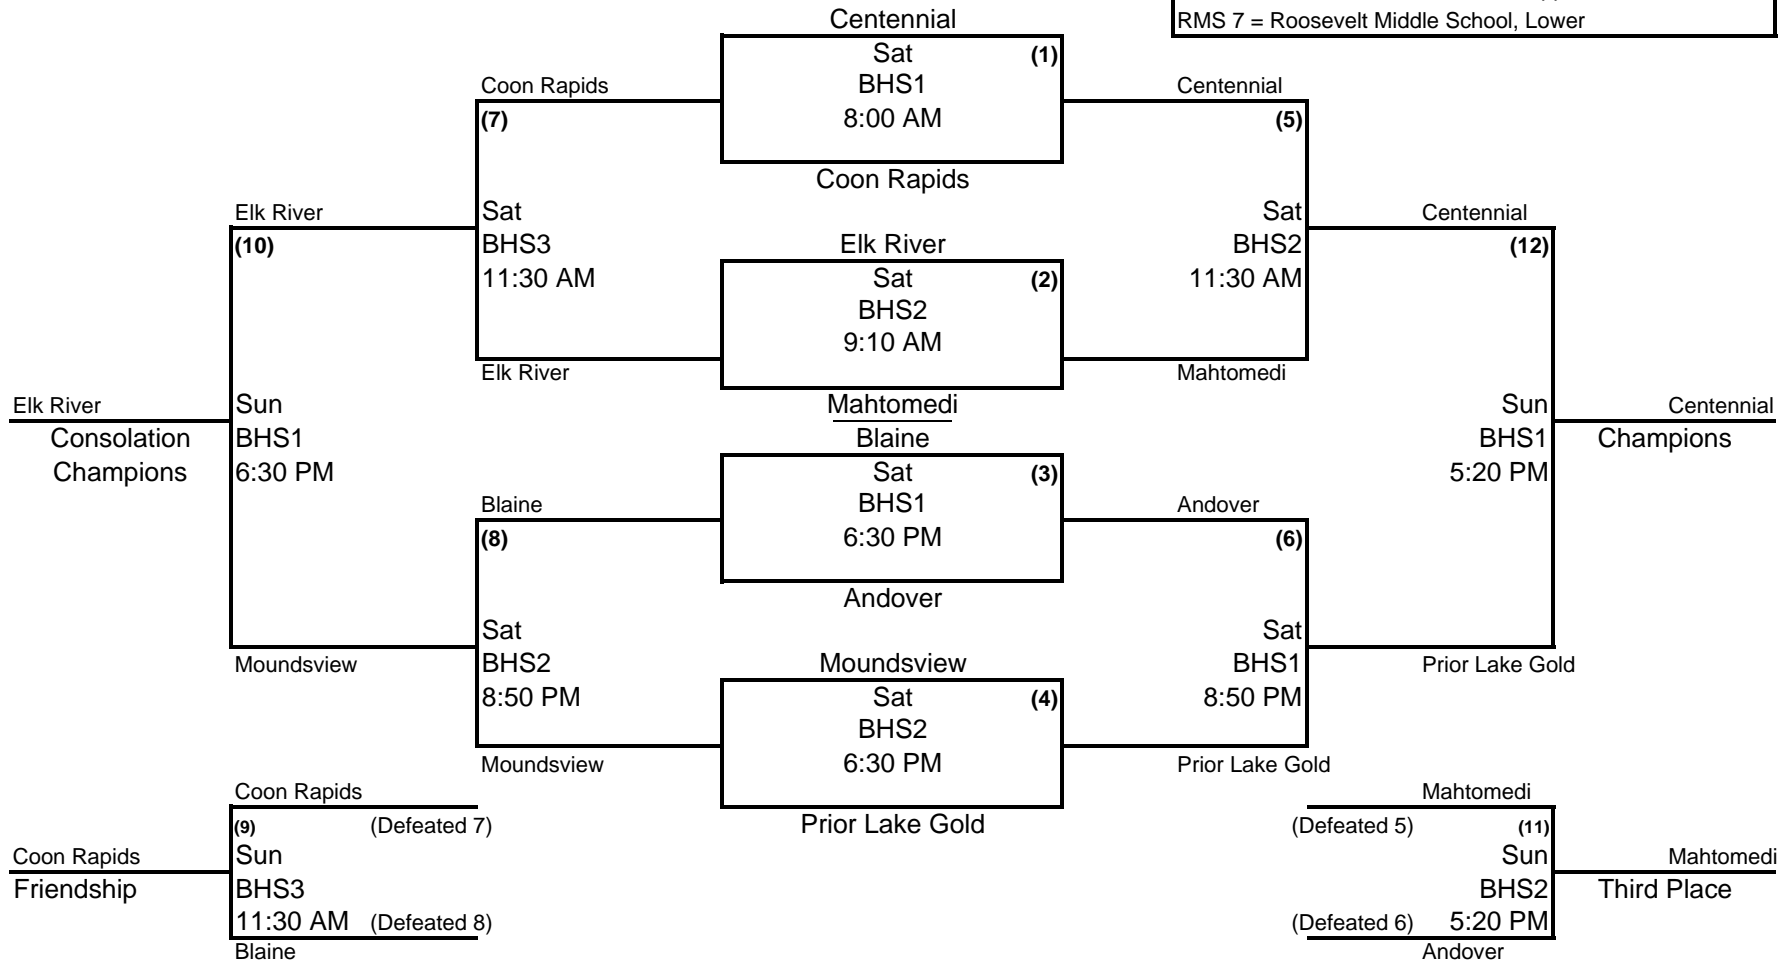 RMS 7 = Roosevelt Middle School, Lower
Centennial
Sat (1)
BHS1
8:00 AM
Coon Rapids
Coon Rapids
(7)
Sat
BHS3
11:30 AM
Elk River
Centennial
(5)
Sat
BHS2
11:30 AM
Mahtomedi
Elk River
Sat (2)
BHS2
9:10 AM
Mahtomedi
Elk River
(10)
Sun
BHS1
6:30 PM
Moundsview
Elk River
Consolation
Champions
Centennial
(12)
Sun
BHS1
5:20 PM
Prior Lake Gold
Centennial
Champions
Blaine
Sat (3)
BHS1
6:30 PM
Andover
Blaine
(8)
Sat
BHS2
8:50 PM
Moundsview
Andover
(6)
Sat
BHS1
8:50 PM
Prior Lake Gold
Moundsview
Sat (4)
BHS2
6:30 PM
Prior Lake Gold
Coon Rapids
(9) (Defeated 7)
Sun
BHS3
11:30 AM (Defeated 8)
Blaine
Coon Rapids
Friendship
Mahtomedi
(Defeated 5) (11)
Sun
BHS2
(Defeated 6) 5:20 PM
Andover
Mahtomedi
Third Place